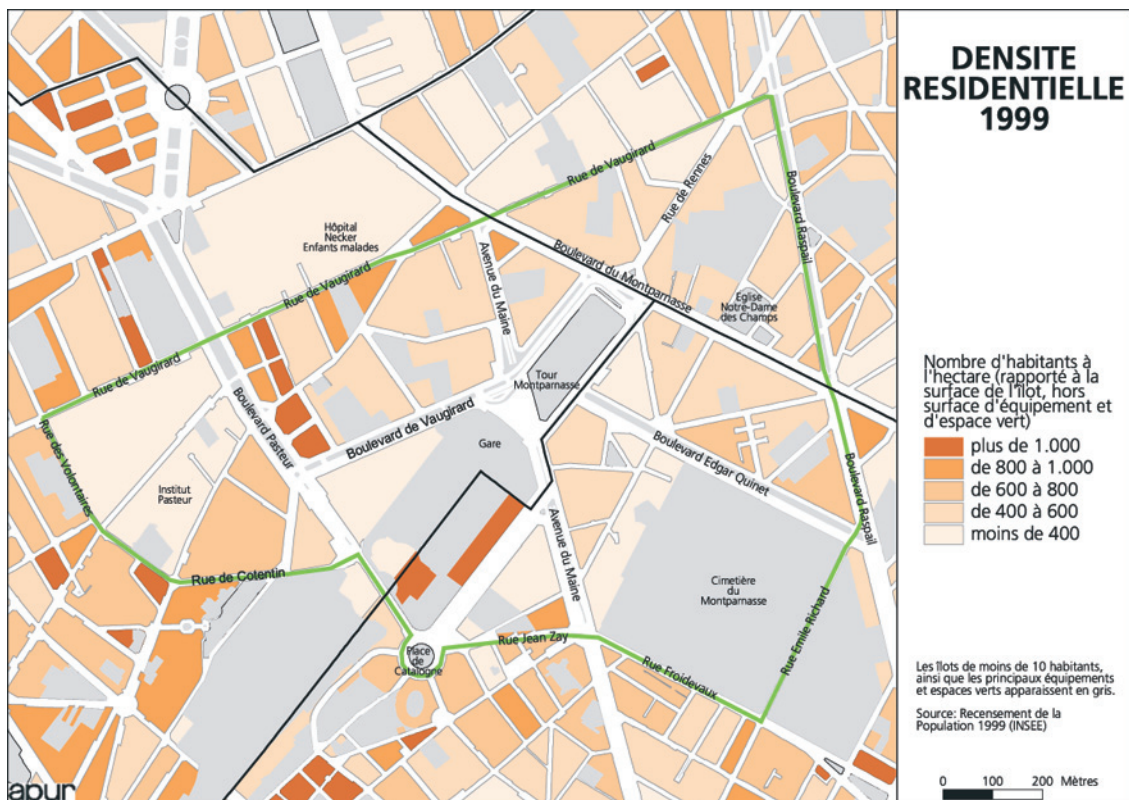 DENSITE
RESIDENTIELLE
1999
Nombre d'habitants à
l'hectare (rapporté à la
surface de l'îlot, hors
surface d'équipement et
d'espace vert)
plus de 1.000
de 800 à 1.000
de 600 à 800
de 400 à 600
moins de 400
Les îlots de moins de 10 habitants,
ainsi que les principaux équipements
et espaces verts apparaissent en gris.
Source: Recensement de la
Population 1999 (INSEE)
0 100 200 Mètres
Rue de Vaugirard
Rue de Rennes
Boulevard Raspail
Hôpital
Necker
Enfants malades
Avenue du Maine
Boulevard du Montparnasse
Rue de Vaugirard
Eglise
Notre-Dame
des Champs
Rue de Vaugirard
Tour
Montparnasse
Boulevard Pasteur
Boulevard de Vaugirard
Gare
Boulevard Edgar Quinet
Boulevard Raspail
Rue des Volontaires
Institut
Pasteur
Avenue du Maine
Rue de Cotentin
Cimetière
du
Montparnasse
Rue Emile Richard
Place
de
Catalogne
Rue Jean Zay
Rue Froidevaux
apur